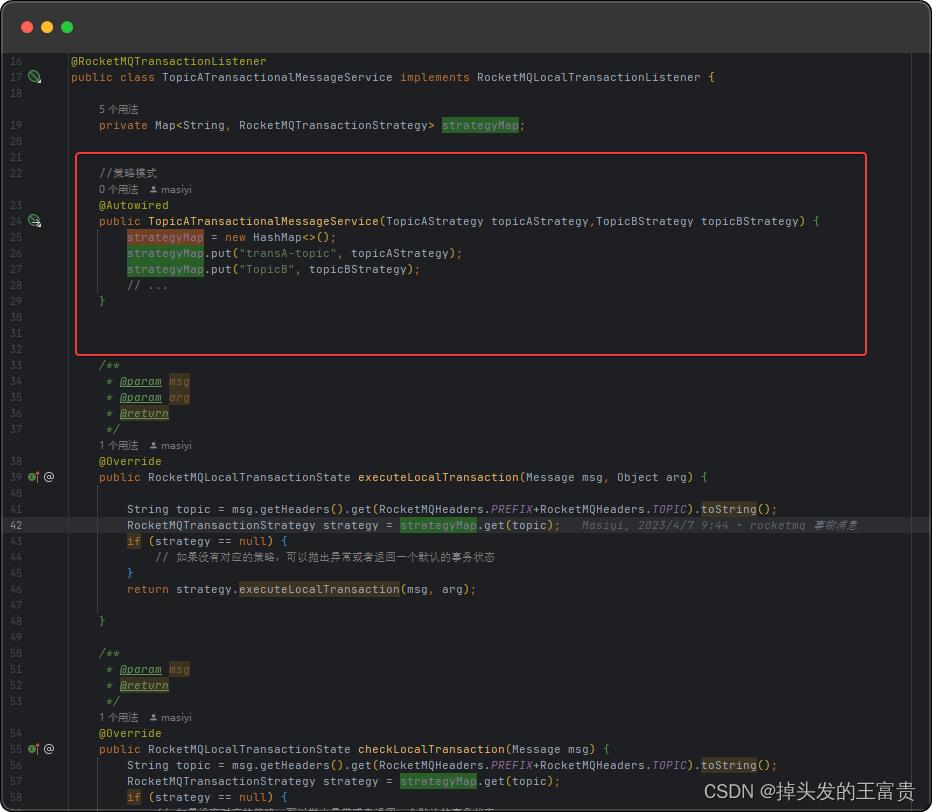 16 @RocketMQTransactionListener
17 public class TopicATransactionalMessageService implements RocketMQLocalTransactionListener {
18
5 个用法
19 private Map<String, RocketMQTransactionStrategy> strategyMap;
20
21
22 //策略模式
0 个用法 masiyi
23 @Autowired
24 public TopicATransactionalMessageService(TopicAStrategy topicAStrategy,TopicBStrategy topicBStrategy) {
25 strategyMap = new HashMap<>();
26 strategyMap.put("transA-topic", topicAStrategy);
27 strategyMap.put("TopicB", topicBStrategy);
28 // ...
29 }
30
31
32
33 /**
34 * @param msg
35 * @param arg
36 * @return
37 */
1 个用法 masiyi
38 @Override
39 public RocketMQLocalTransactionState executeLocalTransaction(Message msg, Object arg) {
40
41 String topic = msg.getHeaders().get(RocketMQHeaders.PREFIX+RocketMQHeaders.TOPIC).toString();
42 RocketMQTransactionStrategy strategy = strategyMap.get(topic); Masiyi, 2023/4/7 9:44 · rocketmq 事物消息
43 if (strategy == null) {
44 // 如果没有对应的策略，可以抛出异常或者返回一个默认的事务状态
45 }
46 return strategy.executeLocalTransaction(msg, arg);
47
48 }
49
50 /**
51 * @param msg
52 * @return
53 */
1 个用法 masiyi
54 @Override
55 public RocketMQLocalTransactionState checkLocalTransaction(Message msg) {
56 String topic = msg.getHeaders().get(RocketMQHeaders.PREFIX+RocketMQHeaders.TOPIC).toString();
57 RocketMQTransactionStrategy strategy = strategyMap.get(topic);
58 if (strategy == null) {
CSDN @掉头发的王富贵